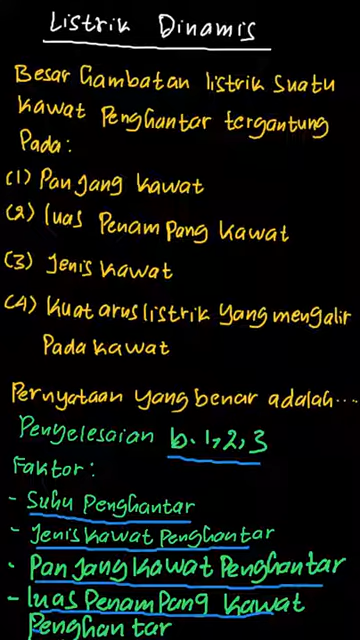 Listrik Dinamis
Besar Hambatan listrik suatu
kawat Penghantar tergantung
Pada:
(1) Panjang kawat
(2) luas Penampang kawat
(3) Jenis kawat
(4) Kuat arus listrik yang mengalir
Pada kawat
Pernyataan yang benar adalah...
Penyelesaian b. 1, 2, 3
Faktor:
- Suhu Penghantar
- Jenis kawat Penghantar
- Panjang kawat Penghantar
- luas Penampang kawat
Penghantar